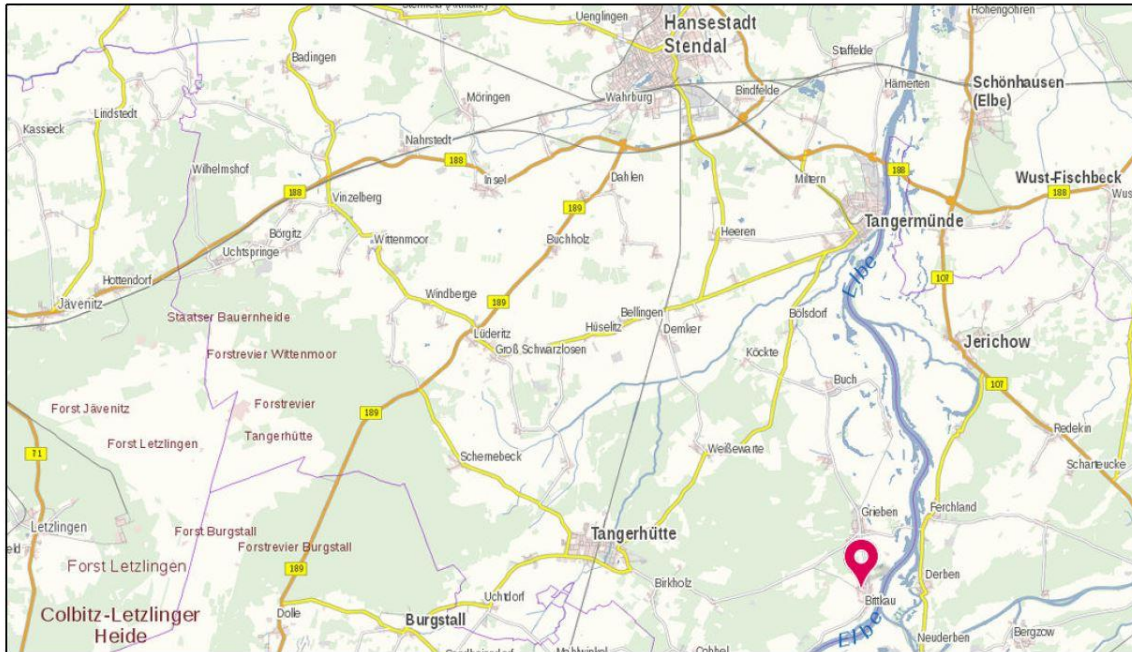 Uenglingen
Hansestadt
Stendal
Staffelde
Hohengöhren
Badingen
Lindstedt
Kassieck
Möringen
Wahrburg
Bindfelde
Hämerten
Schönhausen
(Elbe)
Nahrstedt
188
Wilhelmshof
188
Insel
Dahlen
Miltern
188
Wust-Fischbeck
188
Wus
Vinzelberg
189
Tangermünde
Börgitz
Uchtspringe
Wittenmoor
Buchholz
Heeren
Elbe
107
Hottendorf
Jävenitz
Windberge
189
Staatser Bauernheide
Lüderitz
Bellingen
Hüselitz
Demker
Bölsdorf
Groß Schwarzlosen
Jerichow
Forstrevier Wittenmoor
Köckte
Buch
107
Forst Jävenitz
Forstrevier
Tangerhütte
189
Forst Letzlingen
71
Schernebeck
Weißewarte
Redekin
Scharteucke
Letzlingen
Forst Burgstall
Forstrevier Burgstall
Grieben
Ferchland
Tangerhütte
Forst Letzlingen
189
Birkholz
Derben
Uchtdorf
Bittkau
Colbitz-Letzlinger
Heide
Dolle
Burgstall
Elbe
Neuderben
Bergzow
Mahlwinkel
Cobbel